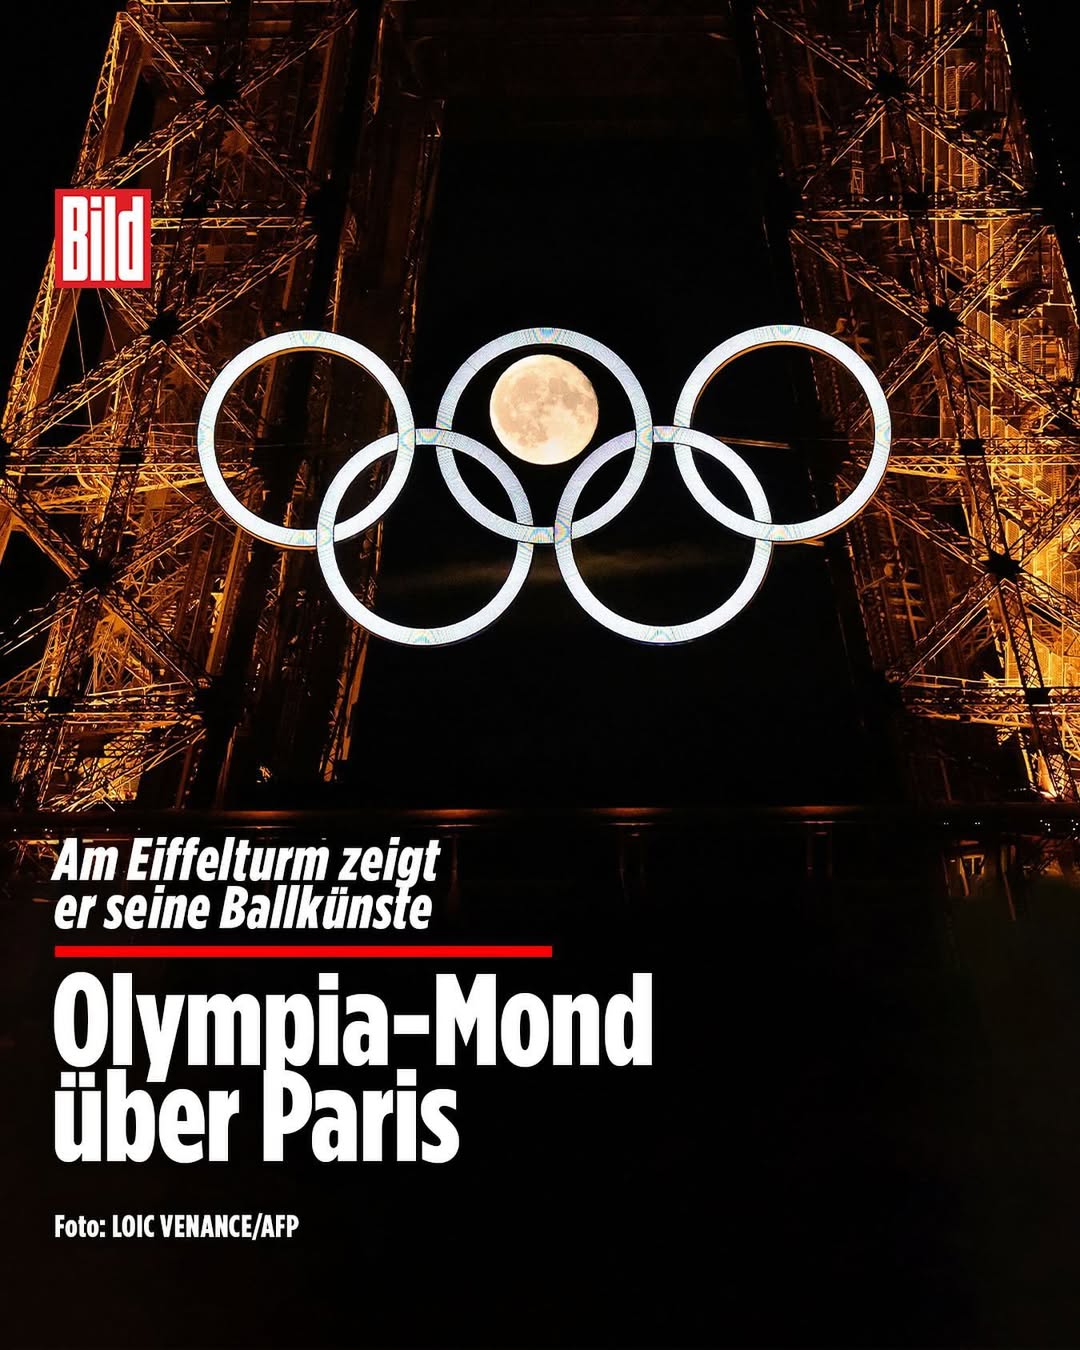 Bild
Am Eiffelturm zeigt
er seine Ballkünste
Olympia-Mond
über Paris
Foto: LOIC VENANCE/AFP